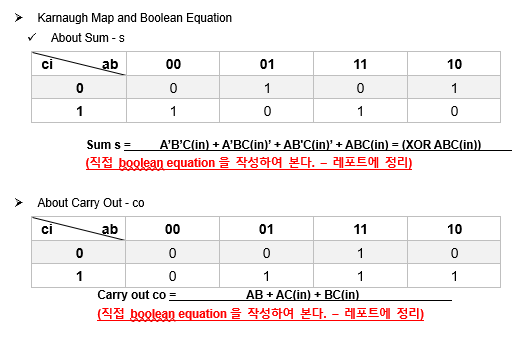 ➢ Karnaugh Map and Boolean Equation
✓ About Sum - s
ci ab 00 01 11 10
0 0 1 0 1
1 1 0 1 0
Sum s = A'B'C(in) + A'BC(in)' + AB'C(in)' + ABC(in) = (XOR ABC(in))
(직접 boolean equation 을 작성하여 본다. – 레포트에 정리)
➢ About Carry Out - co
ci ab 00 01 11 10
0 0 0 1 0
1 0 1 1 1
Carry out co = AB + AC(in) + BC(in)
(직접 boolean equation 을 작성하여 본다. – 레포트에 정리)